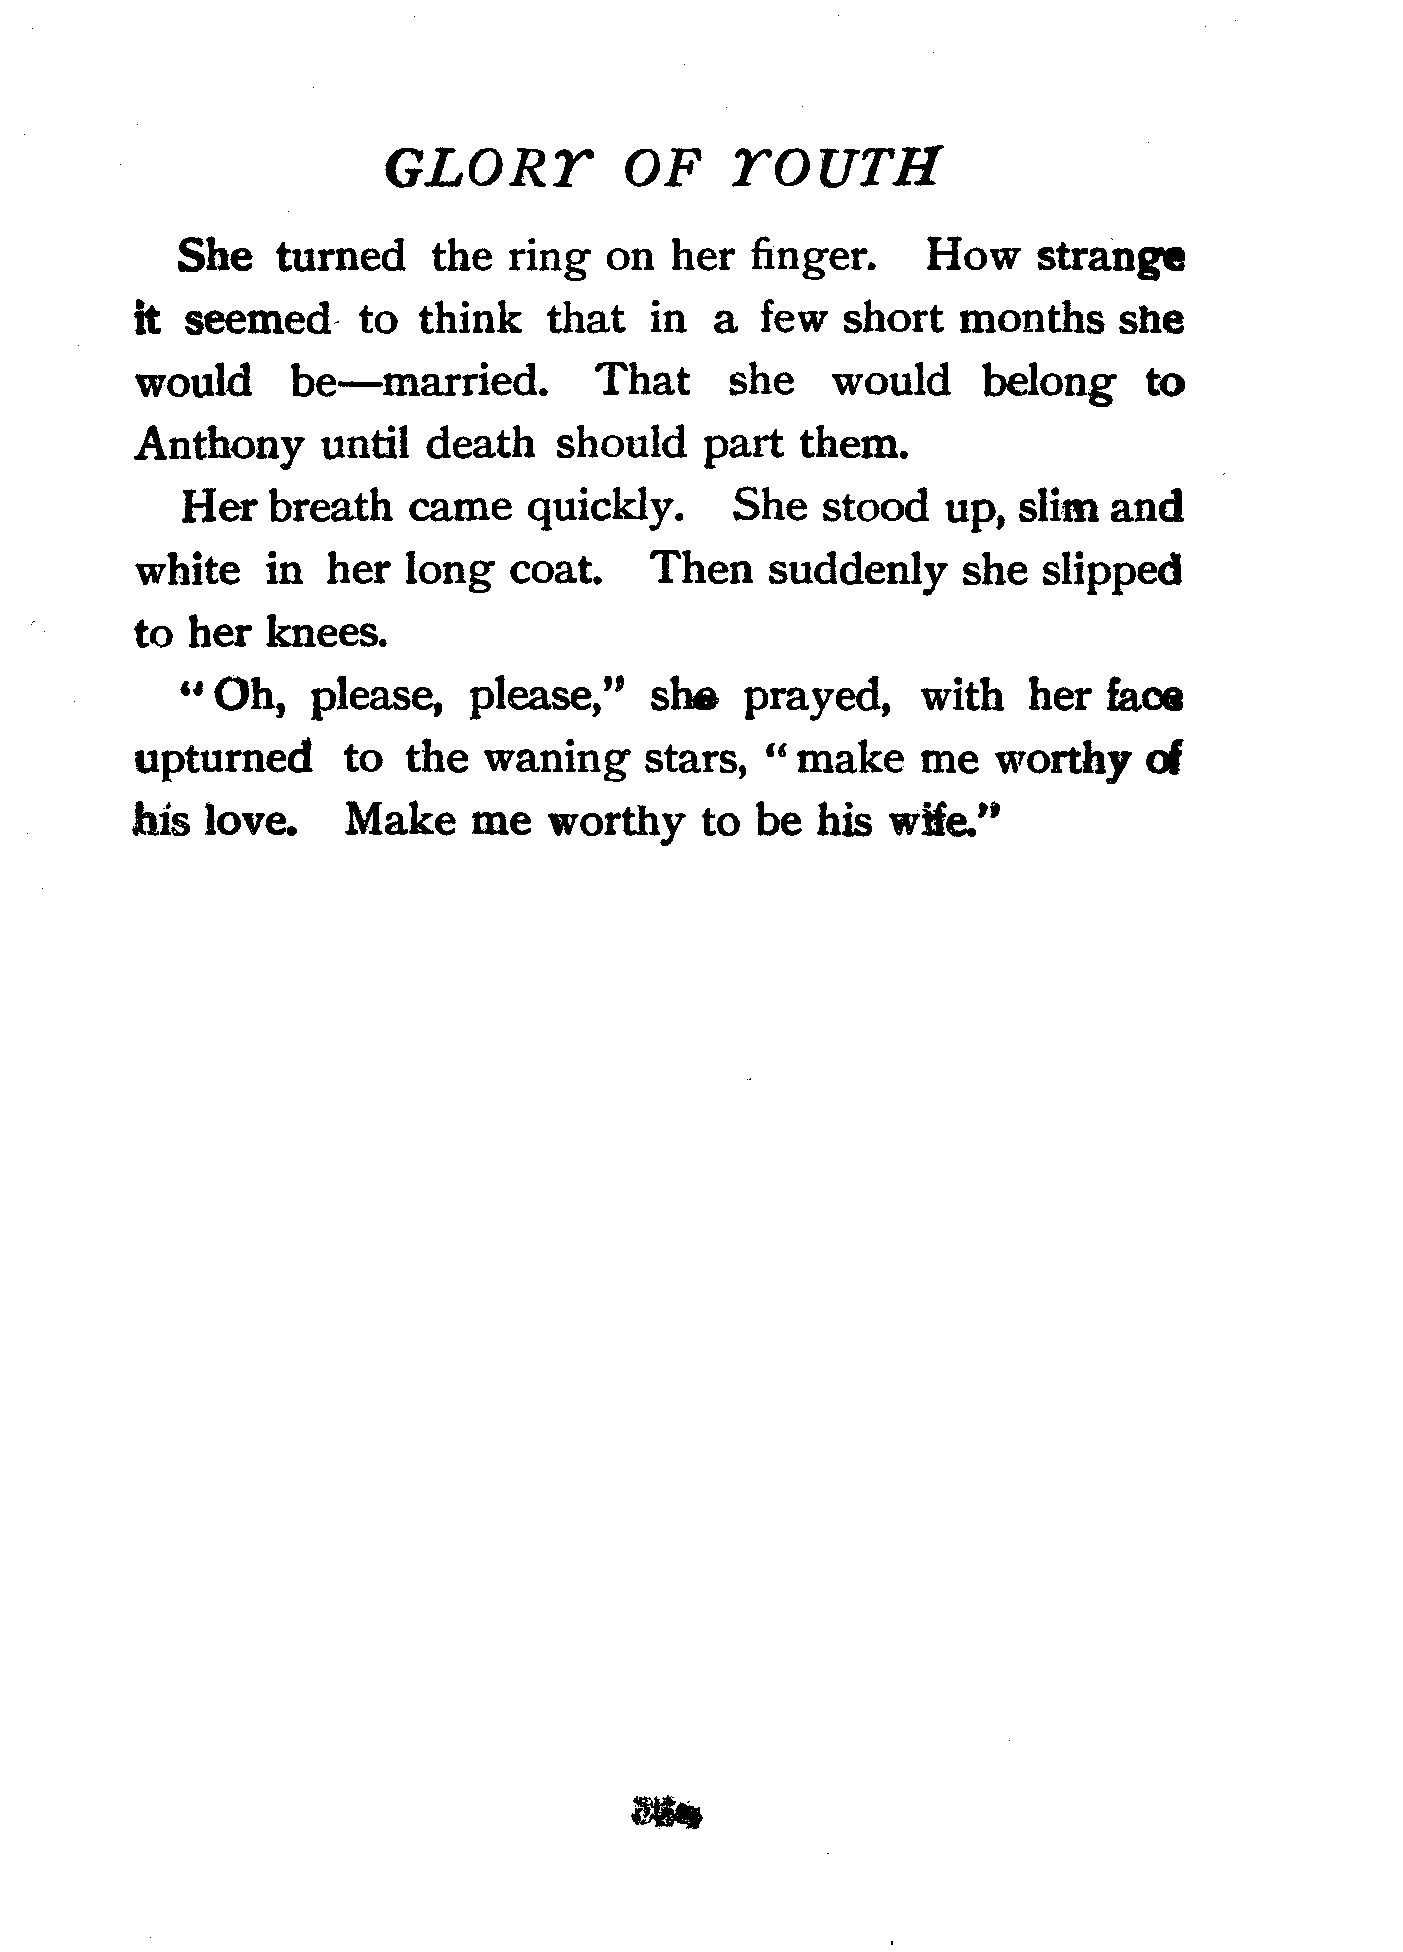 GLORY OF YOUTH
She turned the ring on her finger. How strange
it seemed to think that in a few short months she
would be—married. That she would belong to
Anthony until death should part them.
Her breath came quickly. She stood up, slim and
white in her long coat. Then suddenly she slipped
to her knees.
“Oh, please, please,” she prayed, with her face
upturned to the waning stars, “make me worthy of
his love. Make me worthy to be his wife.”